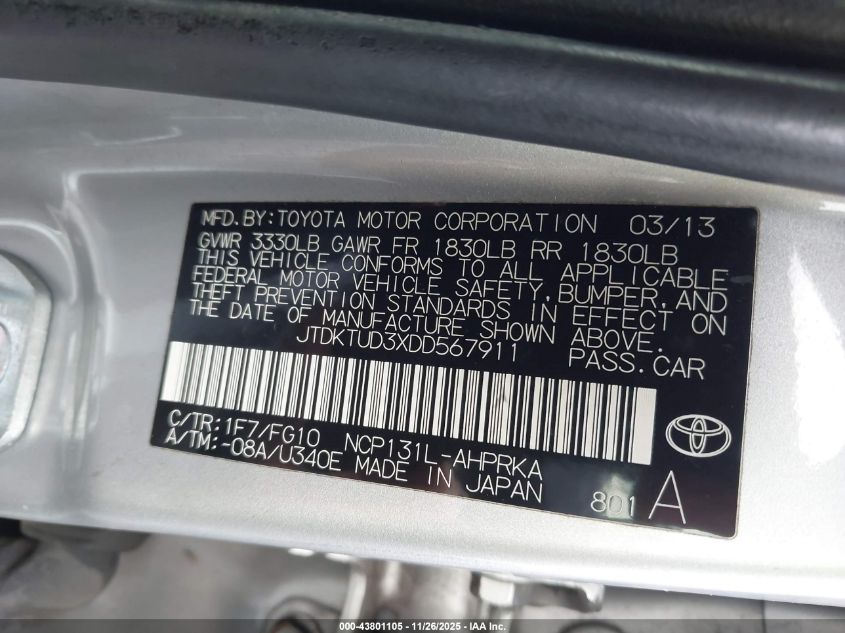 MFD.BY:TOYOTA MOTOR CORPORATION 03/13
GVWR 3330LB GAWR FR 1830LB RR 1830LB
THIS VEHICLE CONFORMS TO ALL APPLICABLE
FEDERAL MOTOR VEHICLE SAFETY,BUMPER,AND
THEFT PREVENTION STANDARDS IN EFFECT ON
THE DATE OF MANUFACTURE SHOWN ABOVE.
JTDKTUD3XDD567911 PASS.CAR
C/TR:1F7/FG10 NCP131L-AHPRKA
A/TM:-08A/U340E MADE IN JAPAN
801 A
000-43801105 - 11/26/2025 - IAA Inc.